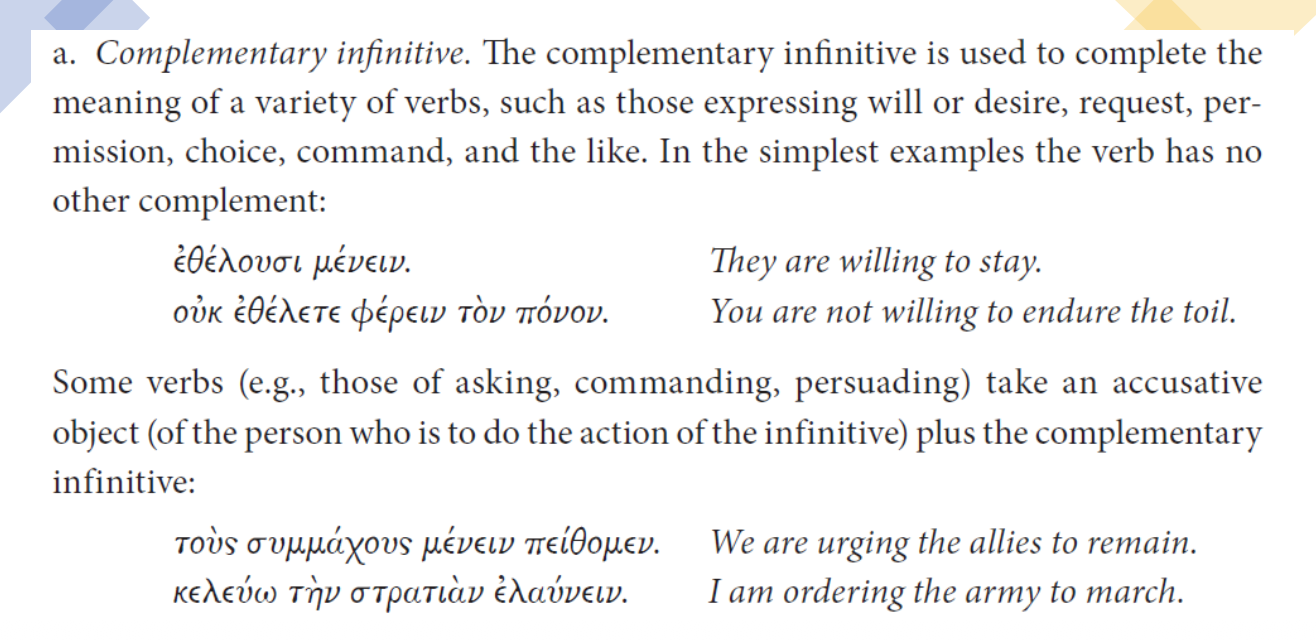 a. Complementary infinitive. The complementary infinitive is used to complete the
meaning of a variety of verbs, such as those expressing will or desire, request, per-
mission, choice, command, and the like. In the simplest examples the verb has no
other complement:
ἐθέλουσι μένειν. They are willing to stay.
οὐκ ἐθέλετε φέρειν τὸν πόνον. You are not willing to endure the toil.
Some verbs (e.g., those of asking, commanding, persuading) take an accusative
object (of the person who is to do the action of the infinitive) plus the complementary
infinitive:
τοὺς συμμάχους μένειν πείθομεν. We are urging the allies to remain.
κελεύω τὴν στρατιὰν ἐλαύνειν. I am ordering the army to march.